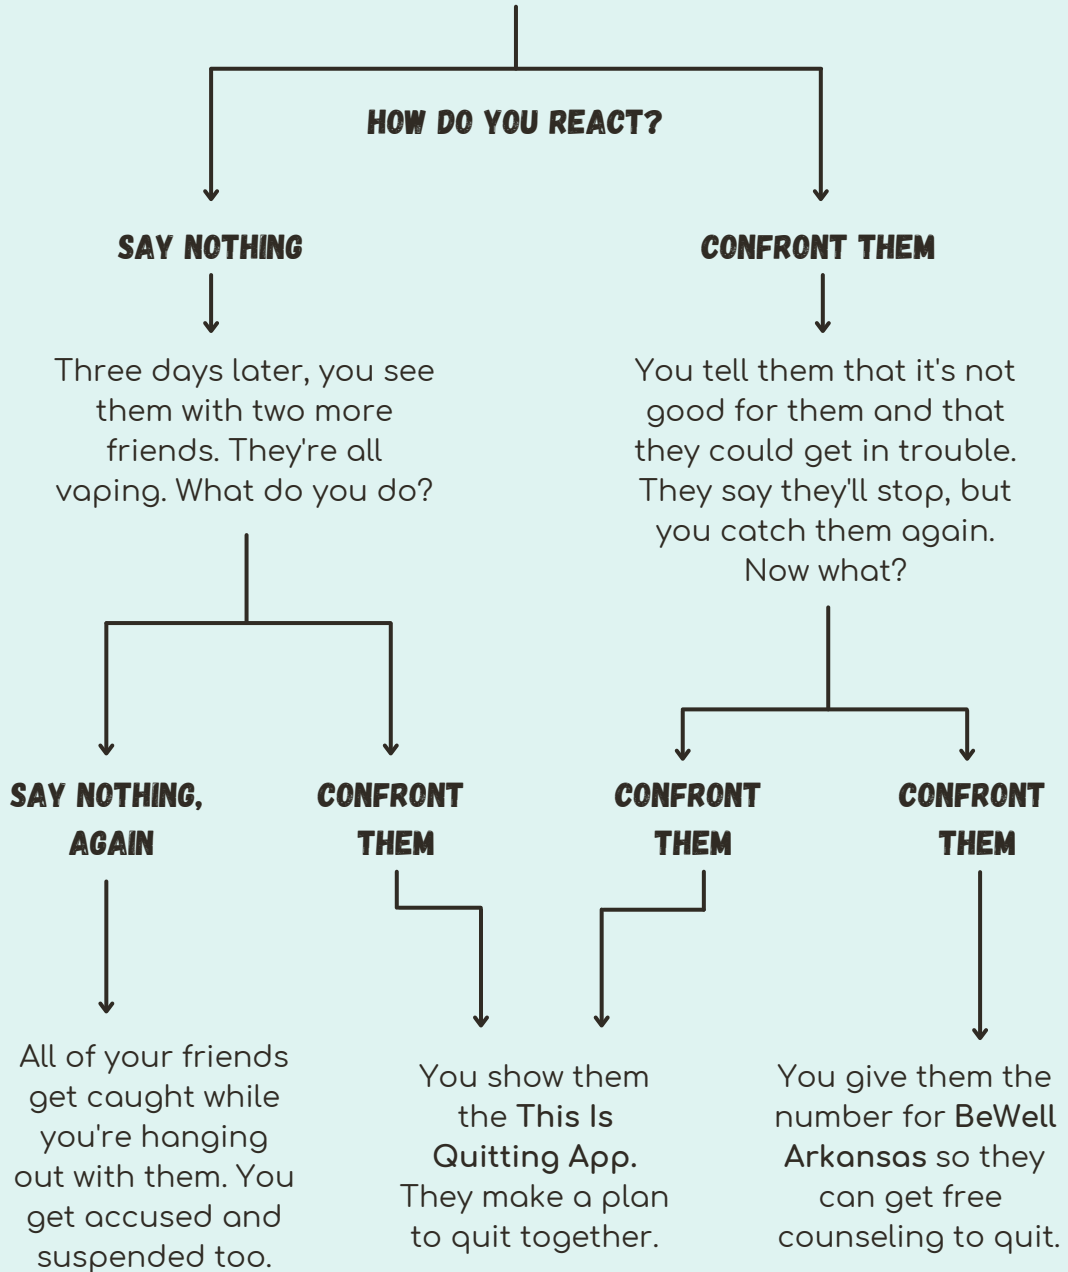 HOW DO YOU REACT?
SAY NOTHING
CONFRONT THEM
Three days later, you see
them with two more
friends. They're all
vaping. What do you do?
You tell them that it's not
good for them and that
they could get in trouble.
They say they'll stop, but
you catch them again.
Now what?
SAY NOTHING,
AGAIN
CONFRONT
THEM
CONFRONT
THEM
CONFRONT
THEM
All of your friends
get caught while
you're hanging
out with them. You
get accused and
suspended too.
You show them
the This Is
Quitting App.
They make a plan
to quit together.
You give them the
number for BeWell
Arkansas so they
can get free
counseling to quit.